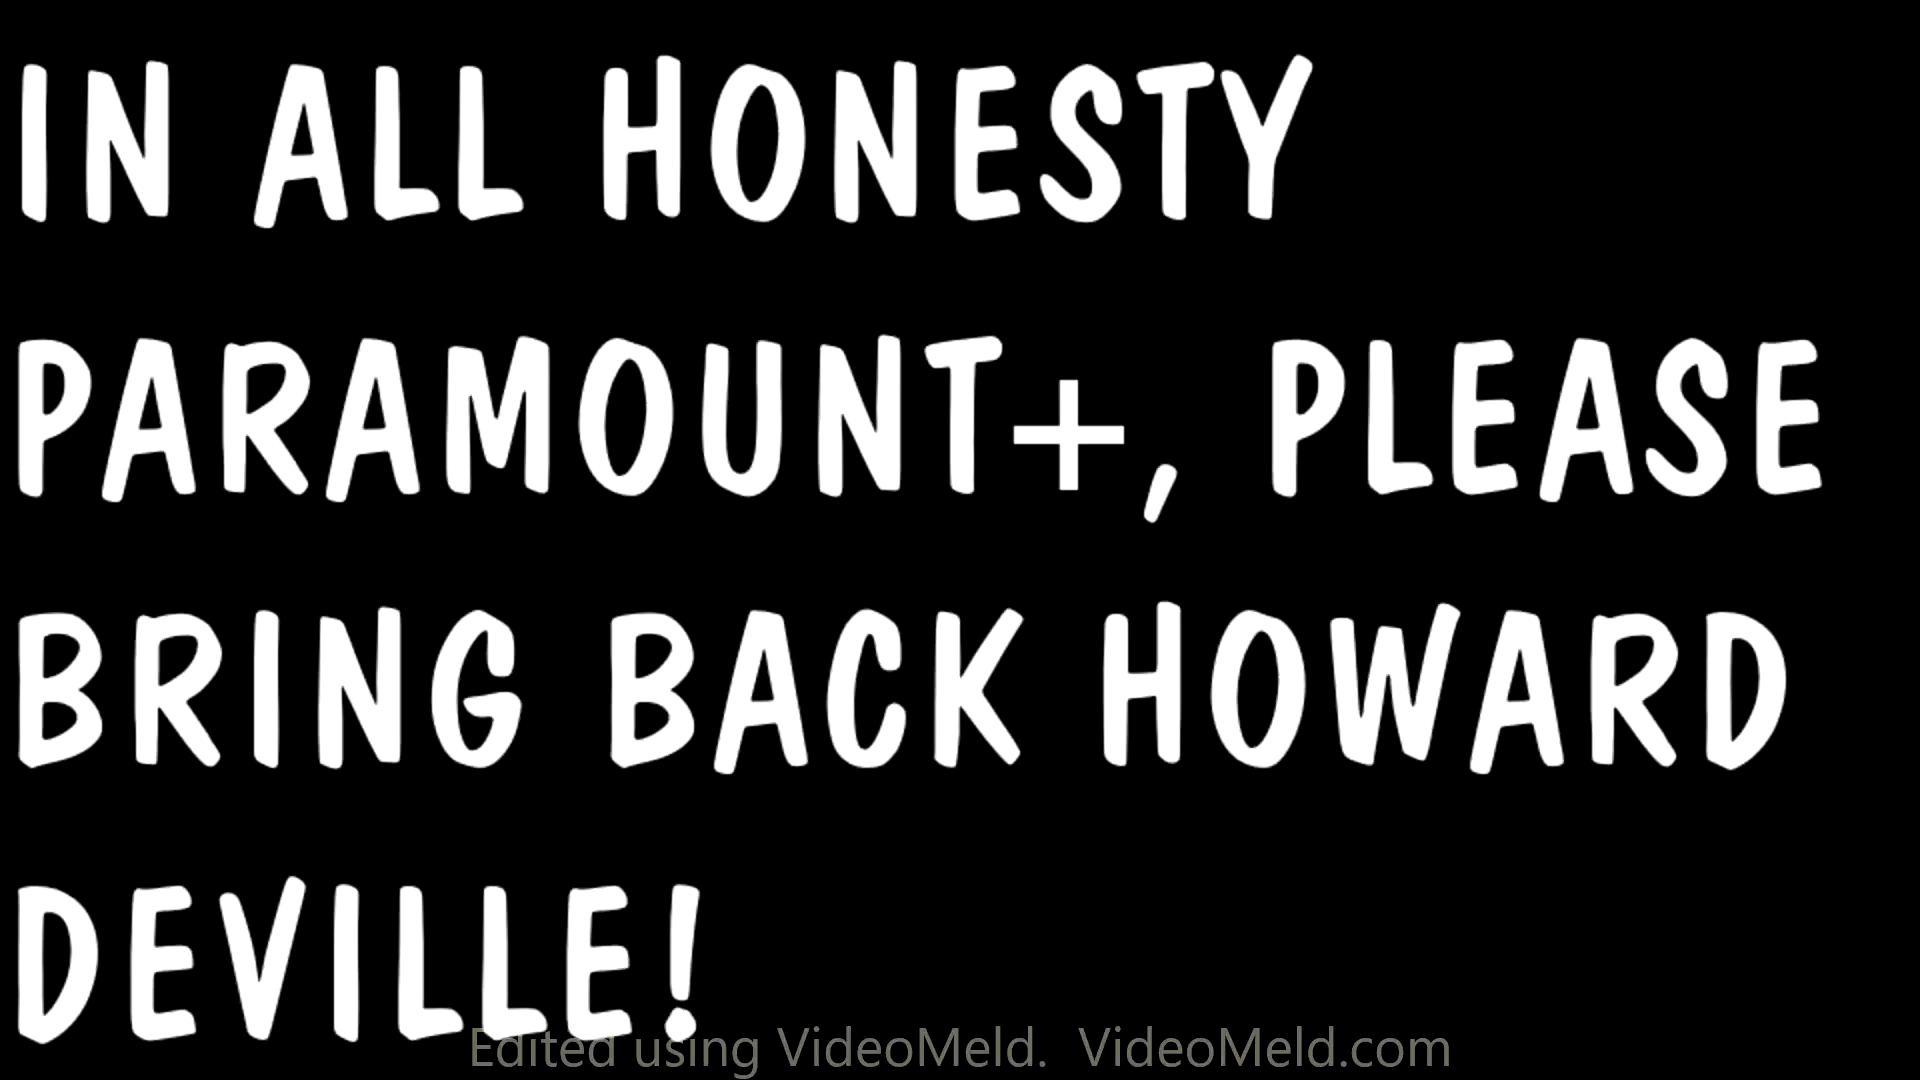 IN ALL HONESTY
PARAMOUNT+, PLEASE
BRING BACK HOWARD
DEVILLE!
Edited using VideoMeld.  VideoMeld.com